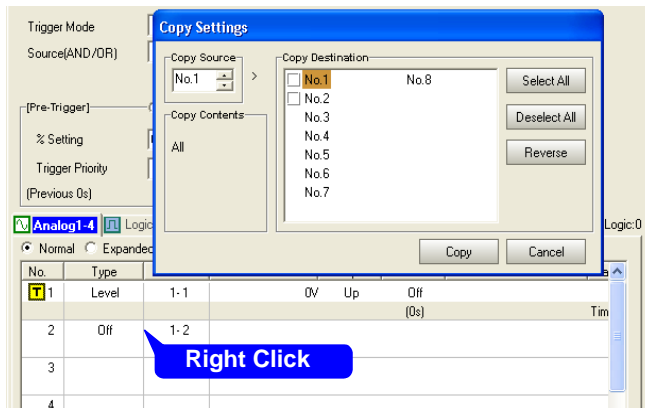 Trigger Mode
Source(AND/OR)
[Pre-Trigger]
% Setting
Trigger Priority
(Previous 0s)
Copy Settings
Copy Source
No.1
>
Copy Contents
All
Copy Destination
No.1 No.8
No.2
No.3
No.4
No.5
No.6
No.7
Select All
Deselect All
Reverse
Copy Cancel
Analog1-4 Logic:0
Normal Expanded
No. Type
T 1 Level 1- 1 0V Up Off
(0s) Tim
2 Off 1- 2
Right Click
3
4